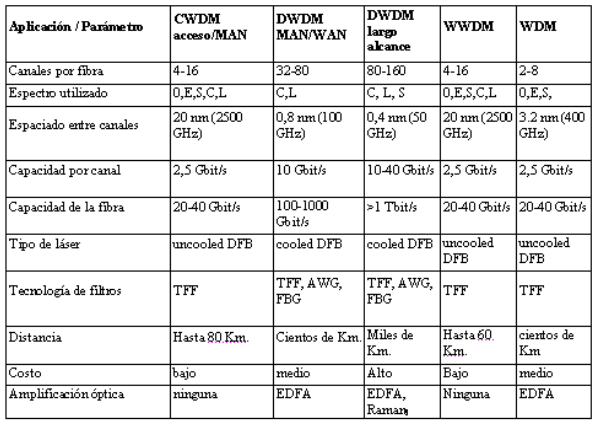 Aplicación / Parámetro | CWDM acceso/MAN | DWDM MAN/WAN | DWDM largo alcance | WWDM | WDM
Canales por fibra | 4-16 | 32-80 | 80-160 | 4-16 | 2-8
Espectro utilizado | 0,E,S,C,L | C,L | C, L, S | 0,E,S,C,L | 0,E,S,
Espaciado entre canales | 20 nm (2500 GHz) | 0,8 nm (100 GHz) | 0,4 nm (50 GHz) | 20 nm (2500 GHz) | 3.2 nm (400 GHz)
Capacidad por canal | 2,5 Gbit/s | 10 Gbit/s | 10-40 Gbit/s | 2,5 Gbit/s | 2,5 Gbit/s
Capacidad de la fibra | 20-40 Gbit/s | 100-1000 Gbit/s | >1 Tbit/s | 20-40 Gbit/s | 20-40 Gbit/s
Tipo de láser | uncooled DFB | cooled DFB | cooled DFB | uncooled DFB | uncooled DFB
Tecnología de filtros | TFF | TFF, AWG, FBG | TFF, AWG, FBG | TFF | TFF
Distancia | Hasta 80 Km. | Cientos de Km. | Miles de Km. | Hasta 60 Km. | cientos de Km
Costo | bajo | medio | Alto | Bajo | medio
Amplificación óptica | ninguna | EDFA | EDFA, Raman | Ninguna | EDFA